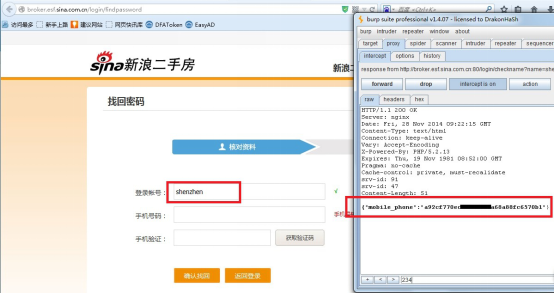 broker.esf.sina.com.cn/login/findpassword
百度
访问最多
新手上路
建议网站
网页快讯库
DFAToken
EasyAD
sina 新浪二手房
新浪二
找回密码
核对资料
登录账号：
shenzhen
手机号码：
手机
手机验证：
获取验证码
确认找回
返回登录
burp suite professional v1.4.07 - licensed to DrakonHaSh
burp intruder repeater window about
target proxy spider scanner intruder repeater sequencer
intercept options history
response from http://broker.esf.sina.com.cn:80/login/checkname?name=she
forward drop intercept is on action
raw headers hex
HTTP/1.1 200 OK
Server: nginx
Date: Fri, 28 Nov 2014 09:22:15 GMT
Content-Type: text/html
Connection: keep-alive
Vary: Accept-Encoding
X-Powered-By: PHP/5.2.13
Expires: Thu, 19 Nov 1981 08:52:00 GMT
Pragma: no-cache
Cache-control: private, must-revalidate
srv-id: 91
srv-id: 47
Content-Length: 51
{"mobile_phone":"a92cf778ed a68a88fc6570b1"}
+ < > 234